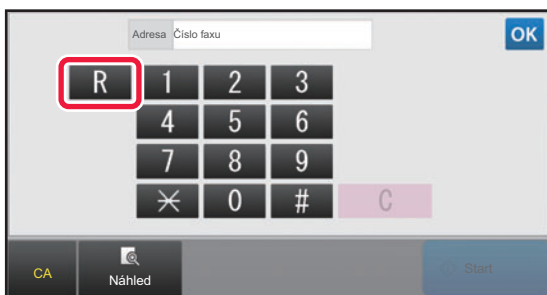 Adresa Číslo faxu OK
R 1 2 3
4 5 6
7 8 9
* 0 # C
CA Náhled Start